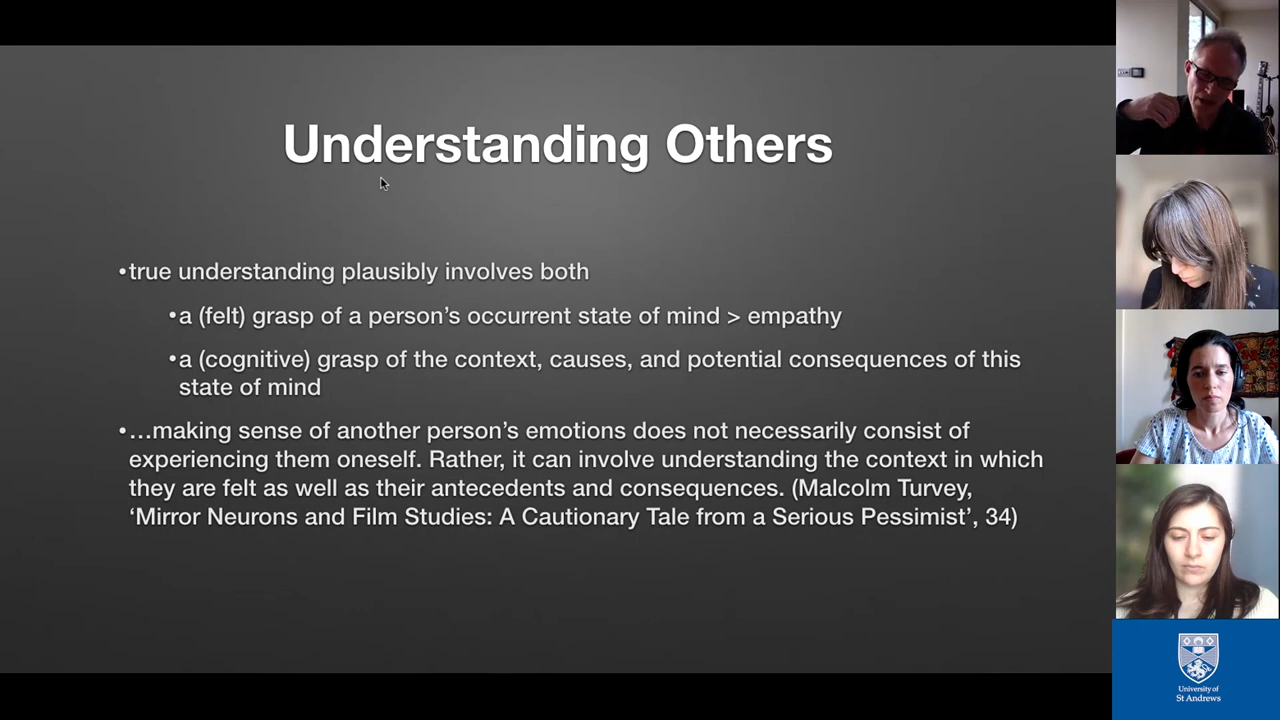 Understanding Others
•true understanding plausibly involves both
•a (felt) grasp of a person’s occurrent state of mind > empathy
•a (cognitive) grasp of the context, causes, and potential consequences of this
state of mind
•…making sense of another person’s emotions does not necessarily consist of
experiencing them oneself. Rather, it can involve understanding the context in which
they are felt as well as their antecedents and consequences. (Malcolm Turvey,
‘Mirror Neurons and Film Studies: A Cautionary Tale from a Serious Pessimist’, 34)
University of
St Andrews